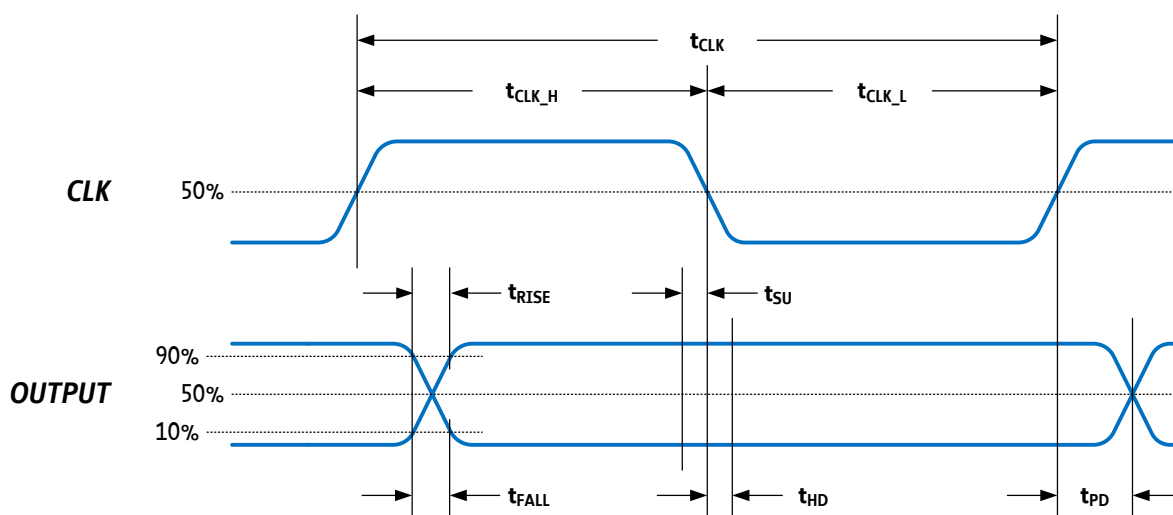 tCLK
tCLK_H tCLK_L
CLK 50%
tRISE tSU
90%
OUTPUT 50%
10%
tFALL tHD tPD